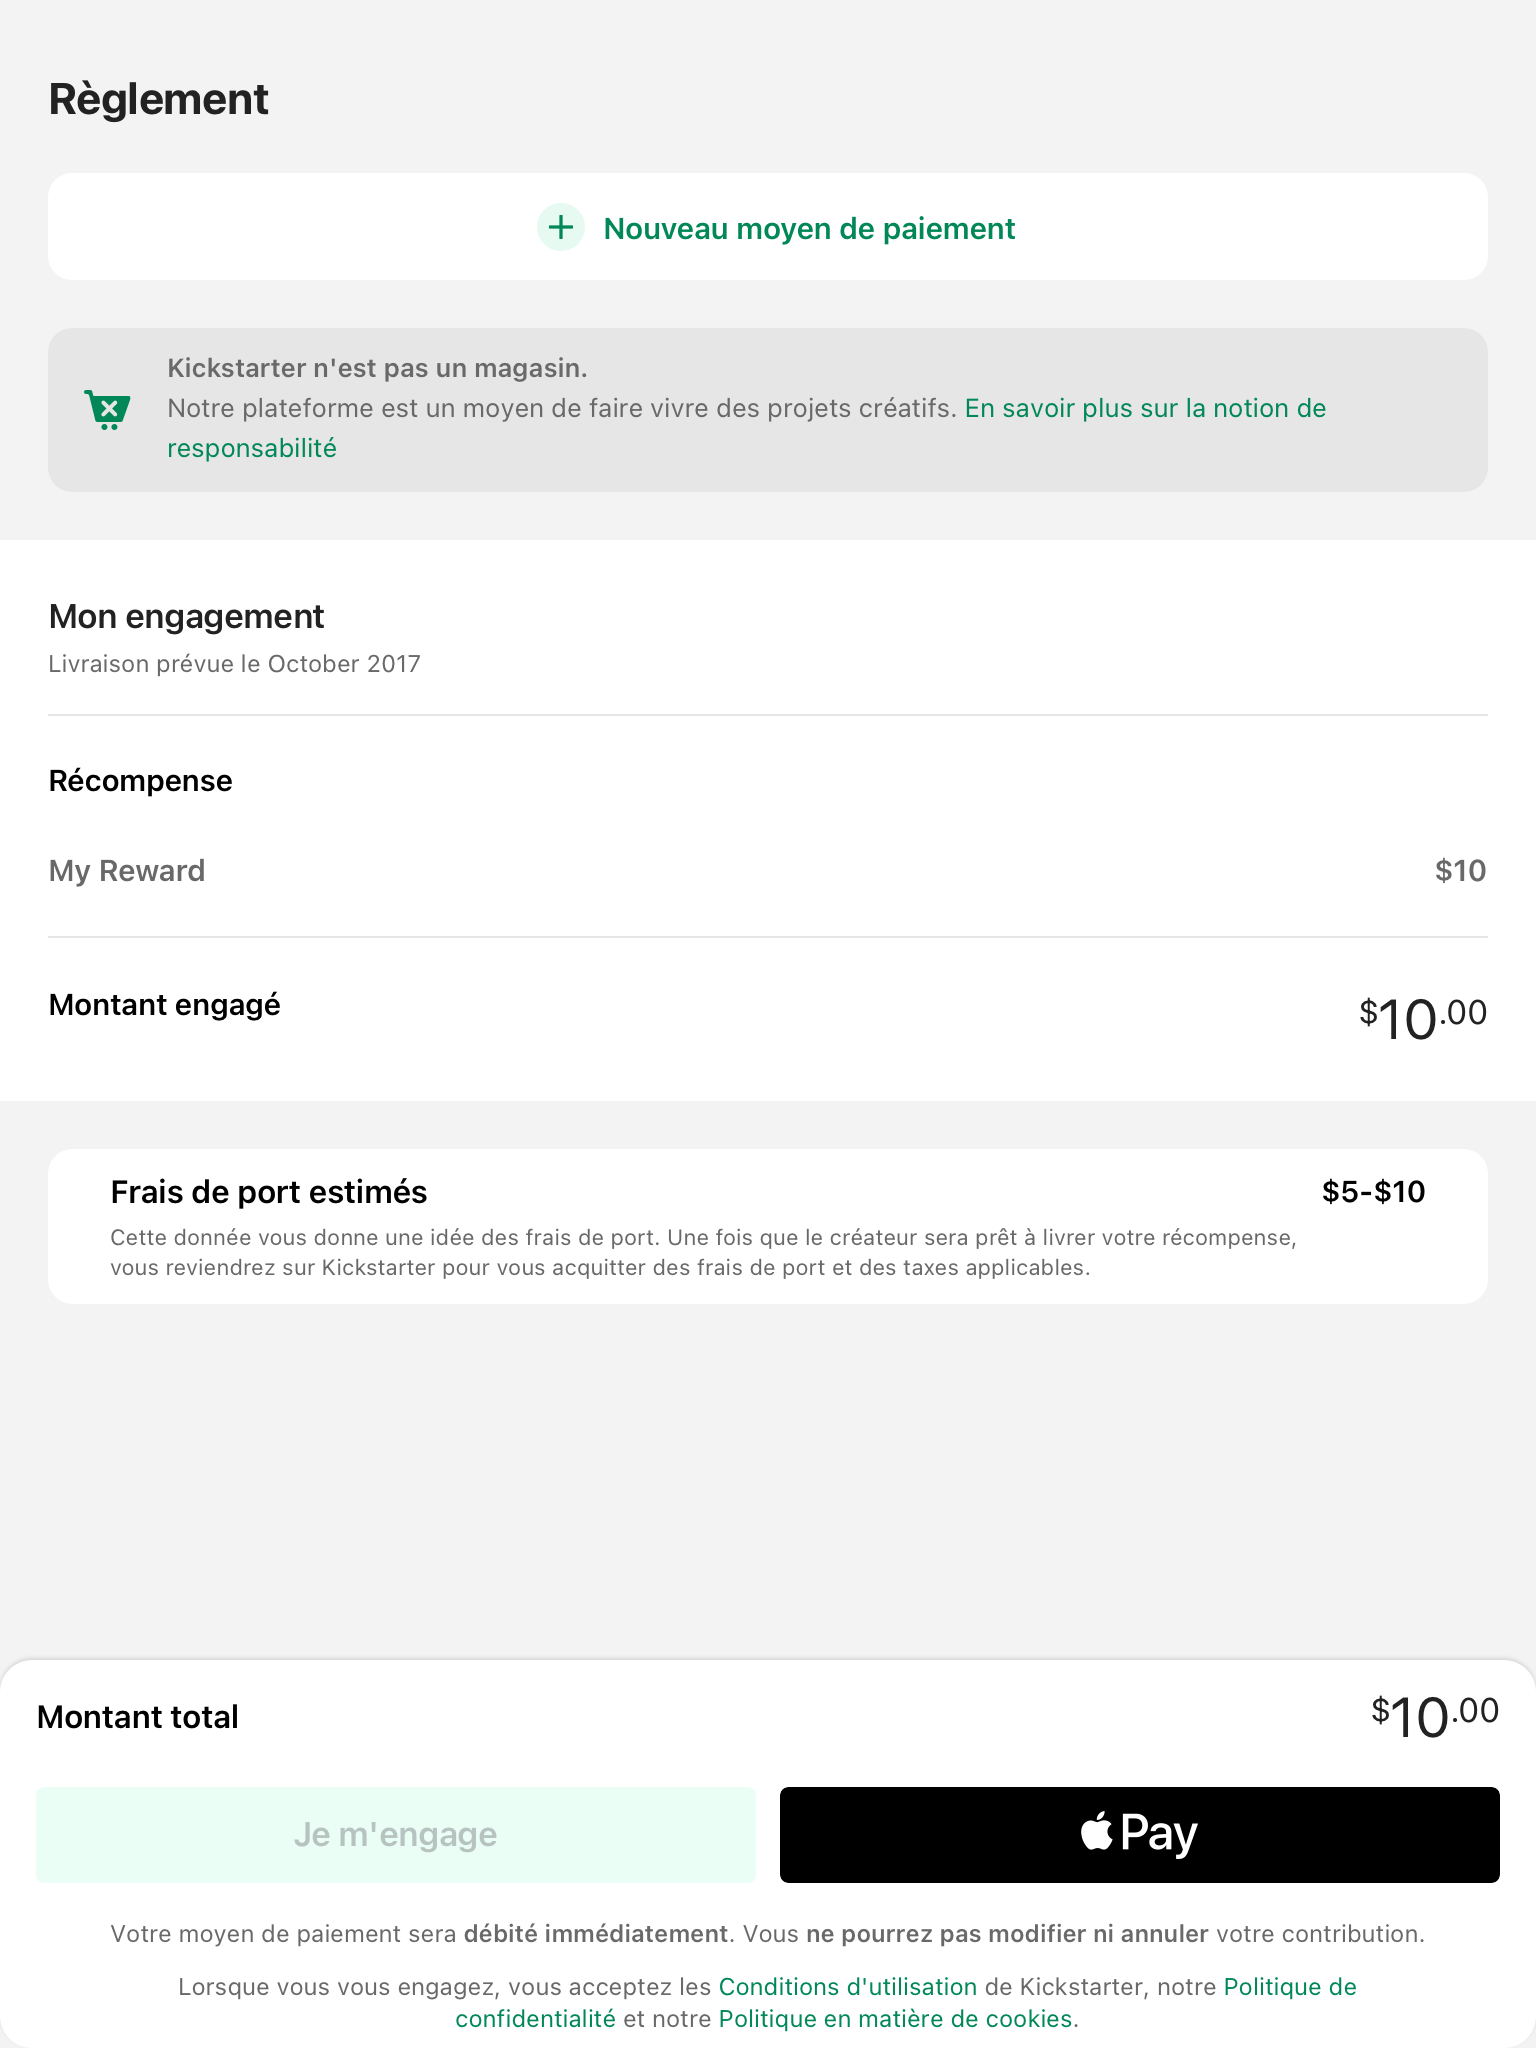 Règlement
Nouveau moyen de paiement
Kickstarter n'est pas un magasin.
Notre plateforme est un moyen de faire vivre des projets créatifs. En savoir plus sur la notion de
responsabilité
Mon engagement
Livraison prévue le October 2017
Récompense
My Reward $10
Montant engagé $10.00
Frais de port estimés $5-$10
Cette donnée vous donne une idée des frais de port. Une fois que le créateur sera prêt à livrer votre récompense,
vous reviendrez sur Kickstarter pour vous acquitter des frais de port et des taxes applicables.
Montant total $10.00
Je m'engage Pay
Votre moyen de paiement sera débité immédiatement. Vous ne pourrez pas modifier ni annuler votre contribution.
Lorsque vous vous engagez, vous acceptez les Conditions d'utilisation de Kickstarter, notre Politique de
confidentialité et notre Politique en matière de cookies.